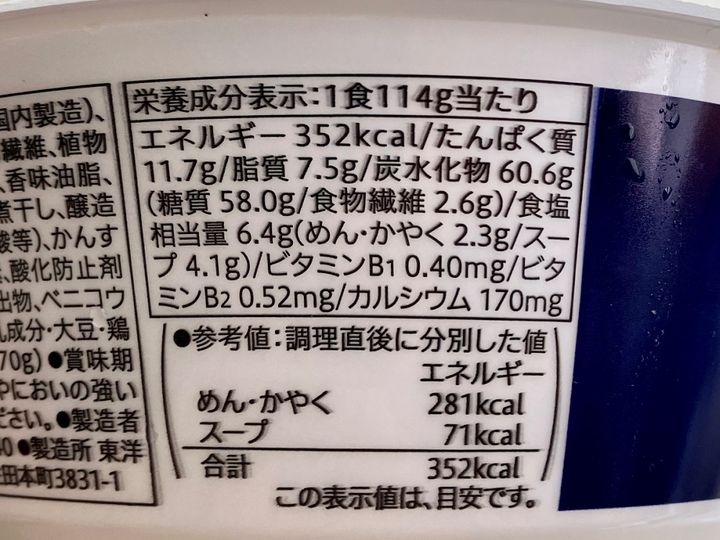 国内製造)、
繊維、植物
、香味油脂、
煮干し、醸造
酸等)、かんす
、酸化防止剤
出物、ベニコウ
乳成分・大豆・鶏
70g) ●賞味期
やにおいの強い
ださい。●製造者
40 ●製造所 東洋
田本町3831-1
栄養成分表示:1食114g当たり
エネルギー 352kcal/たんぱく質
11.7g/脂質 7.5g/炭水化物 60.6g
(糖質 58.0g/食物繊維 2.6g)/食塩
相当量 6.4g(めん・かやく 2.3g/スー
プ 4.1g)/ビタミンB1 0.40mg/ビタ
ミンB2 0.52mg/カルシウム 170mg
●参考値:調理直後に分別した値
エネルギー
めん・かやく 281kcal
スープ 71kcal
合計 352kcal
この表示値は、目安です。